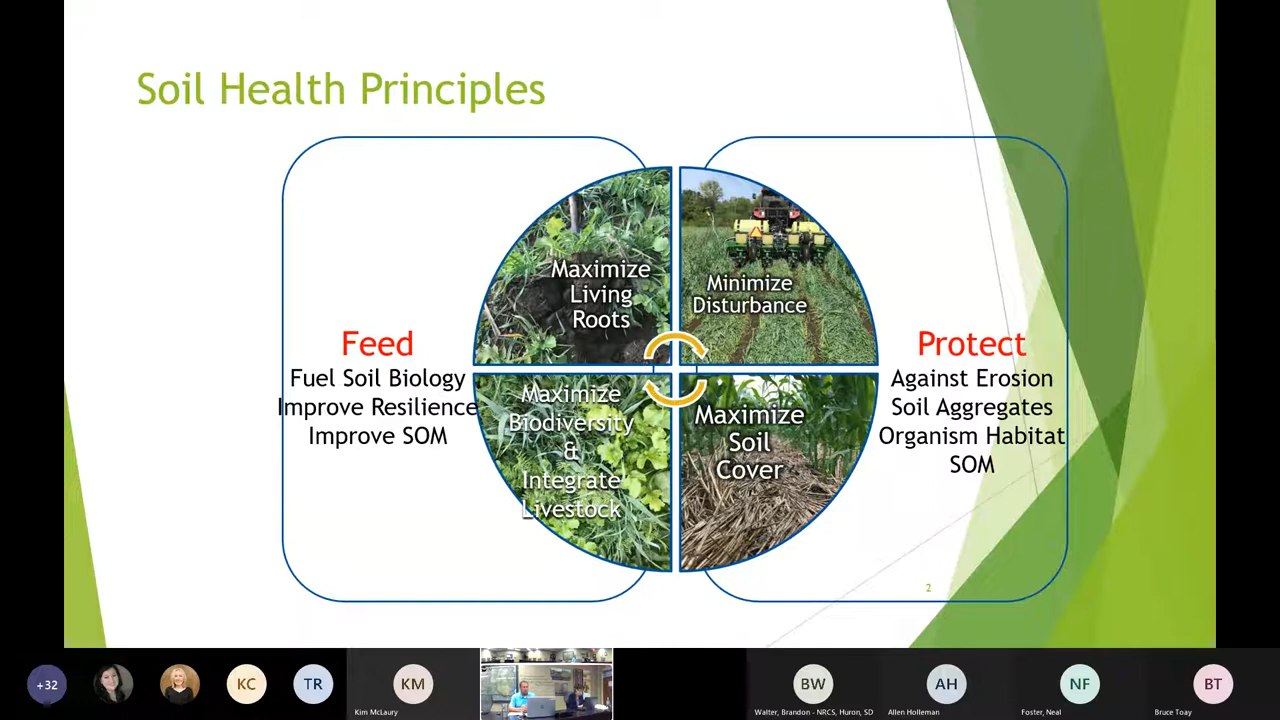 Soil Health Principles
Maximize
Living
Roots
Minimize
Disturbance
Feed
Fuel Soil Biology
Improve Resilience
Improve SOM
Maximize
Biodiversity
&
Integrate
Livestock
Maximize
Soil
Cover
Protect
Against Erosion
Soil Aggregates
Organism Habitat
SOM
2
+32
KC
TR
KM
Kim McLaury
BW
Walter, Brandon - NRCS, Huron, SD
AH
Allen Holleman
NF
Foster, Neal
BT
Bruce Toay